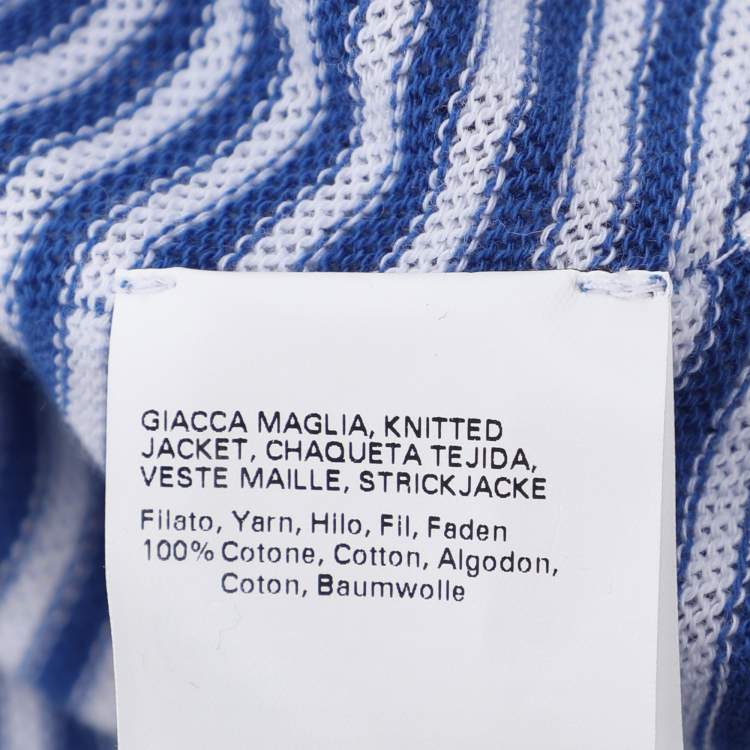 GIACCA MAGLIA, KNITTED
JACKET, CHAQUETA TEJIDA,
VESTE MAILLE, STRICKJACKE
Filato, Yarn, Hilo, Fil, Faden
100% Cotone, Cotton, Algodon,
Coton, Baumwolle